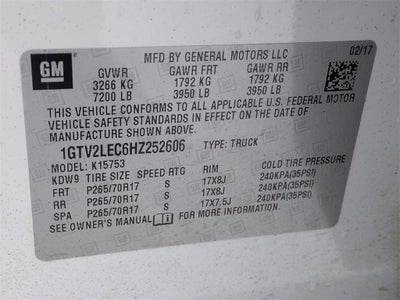 GM
MFD BY GENERAL MOTORS LLC
02/17
GVWR GAWR FRT GAWR RR
3266 KG 1792 KG 1792 KG
7200 LB 3950 LB 3950 LB
THIS VEHICLE CONFORMS TO ALL APPLICABLE U.S. FEDERAL MOTOR
VEHICLE SAFETY STANDARDS IN EFFECT ON THE DATE OF
MANUFACTURE SHOWN ABOVE.
1GTV2LEC6HZ252606 TYPE: TRUCK
MODEL: K15753
KDW9 TIRE SIZE SPEED RTG RIM COLD TIRE PRESSURE
FRT P265/70R17 S 17X8J 240KPA(35PSI)
RR P265/70R17 S 17X8J 240KPA(35PSI)
SPA P265/70R17 S 17X7.5J 240KPA(35PSI)
SEE OWNER'S MANUAL FOR MORE INFORMATION.